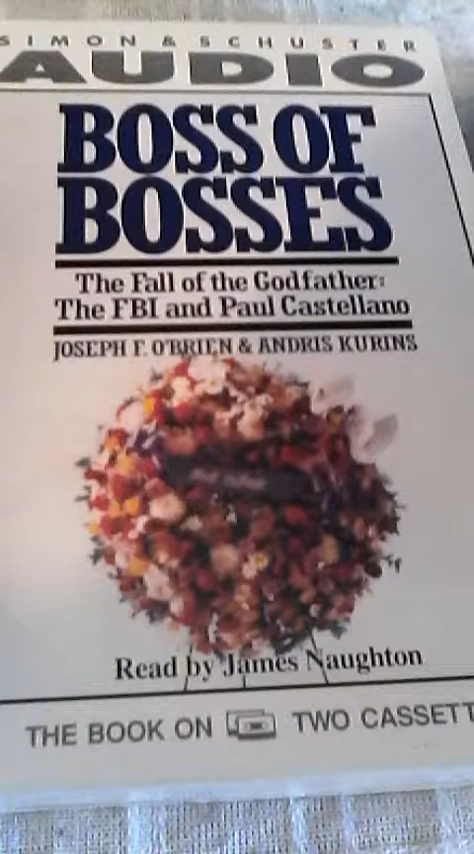 SIMON & SCHUSTER
AUDIO
BOSS OF
BOSSES
The Fall of the Godfather:
The FBI and Paul Castellano
JOSEPH F. O'BRIEN & ANDRIS KURINS
Read by James Naughton
THE BOOK ON TWO CASSETT